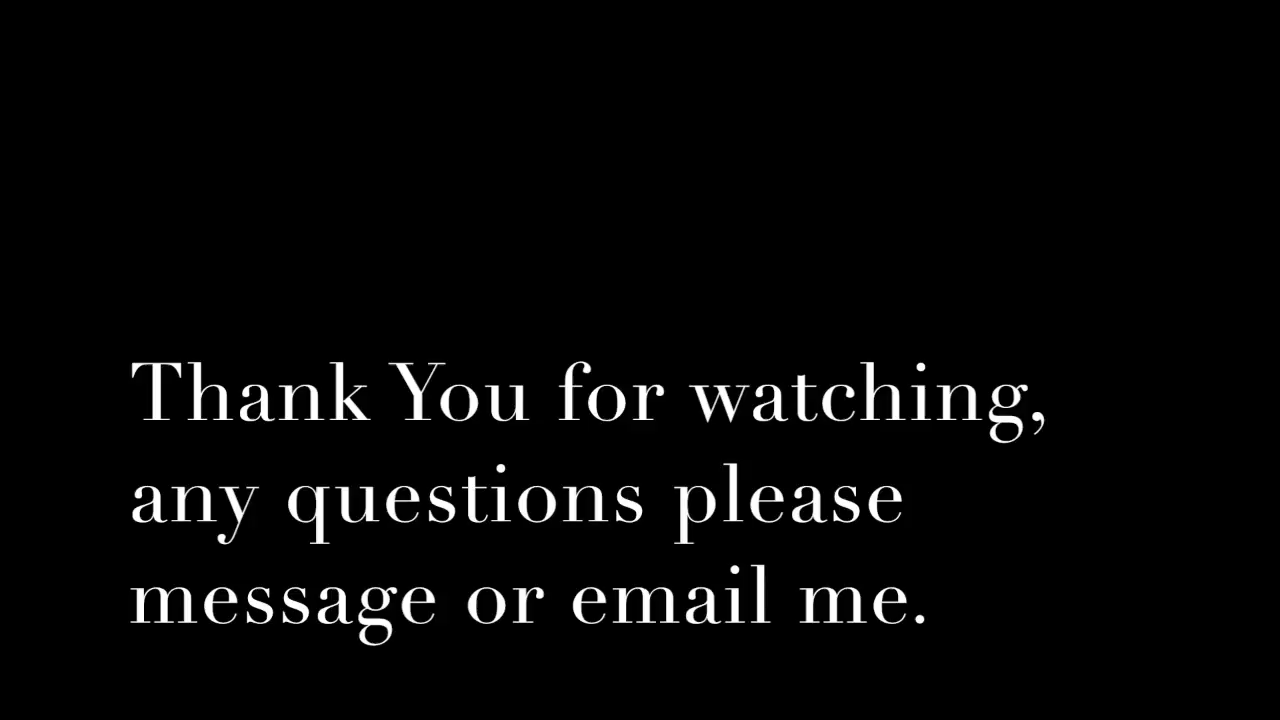 Thank You for watching,
any questions please
message or email me.